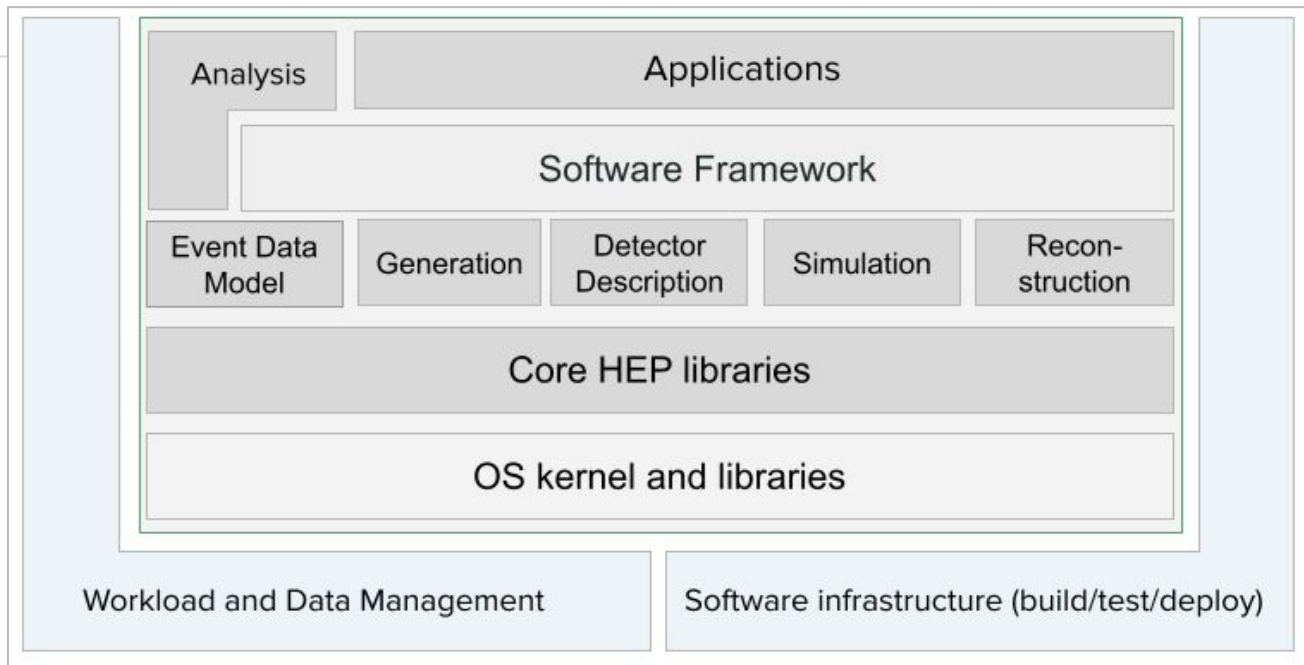 Analysis
Applications
Software Framework
Event Data
Model
Generation
Detector
Description
Simulation
Recon-
struction
Core HEP libraries
OS kernel and libraries
Workload and Data Management
Software infrastructure (build/test/deploy)